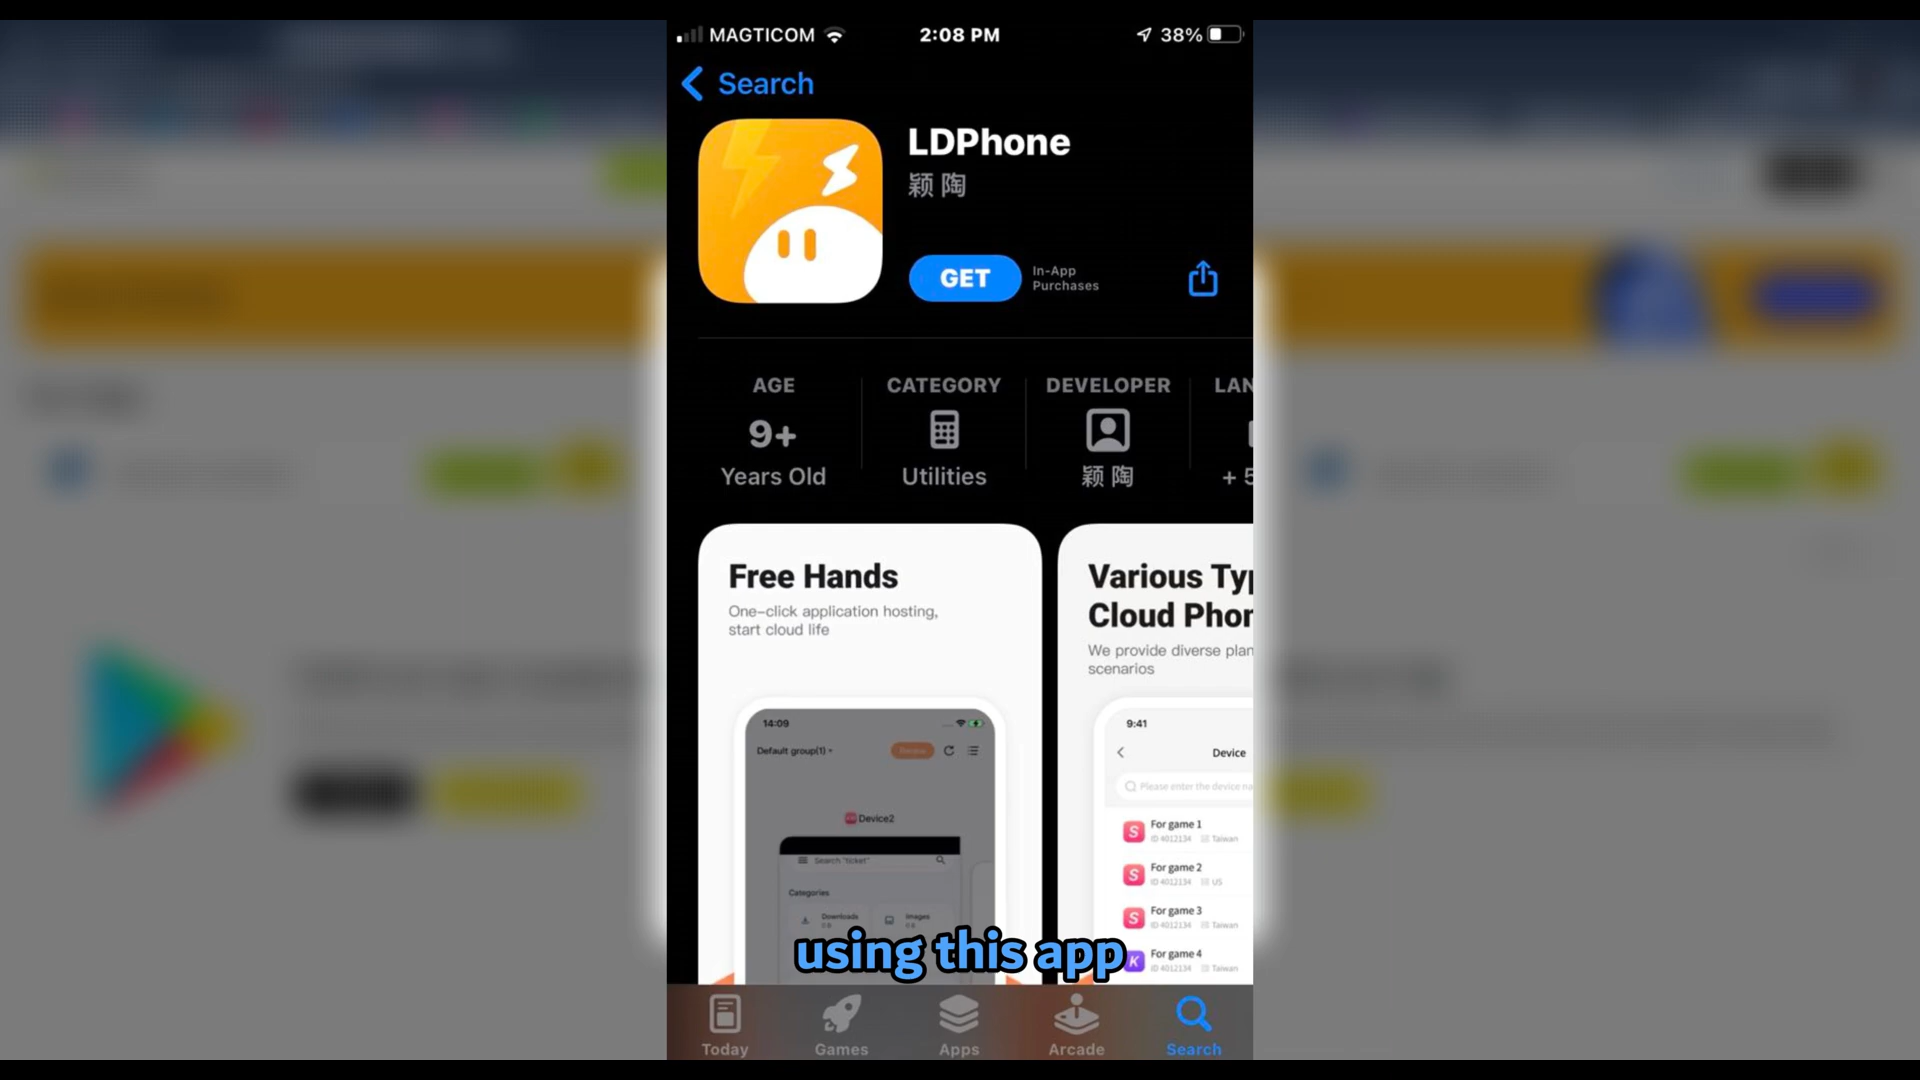 MAGTICOM
2:08 PM
38%
Search
LDPhone
颖 陶
GET
In-App
Purchases
AGE
CATEGORY
DEVELOPER
LAN
9+
Years Old
Utilities
颖 陶
+ 5
Free Hands
One-click application hosting,
start cloud life
Various Typ
Cloud Phon
We provide diverse plan
scenarios
14:09
Default group(1)
Device2
Search "ticket"
Categories
Downloads
Images
9:41
Device
Please enter the device na
For game 1
ID 4012134
Taiwan
For game 2
ID 4012134
US
For game 3
ID 4012134
Taiwan
For game 4
ID 4012134
Taiwan
using this app
Today
Games
Apps
Arcade
Search